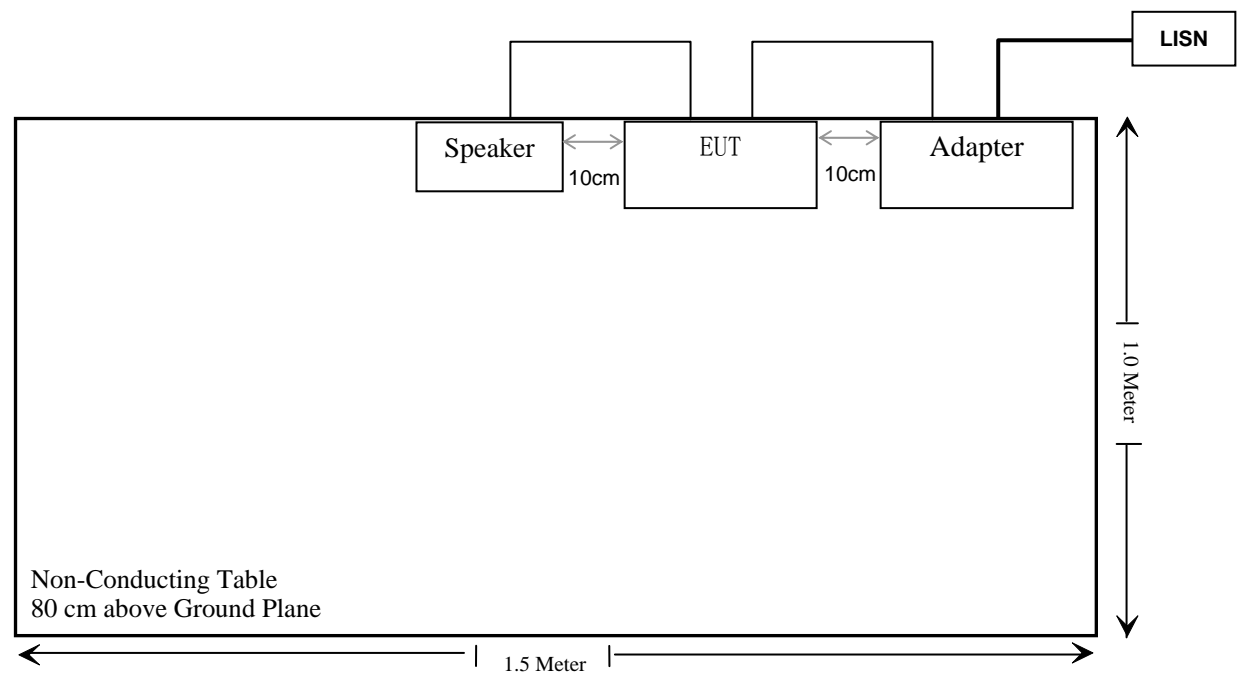 LISN
Speaker
EUT
Adapter
10cm
10cm
1.0 Meter
Non-Conducting Table
80 cm above Ground Plane
1.5 Meter